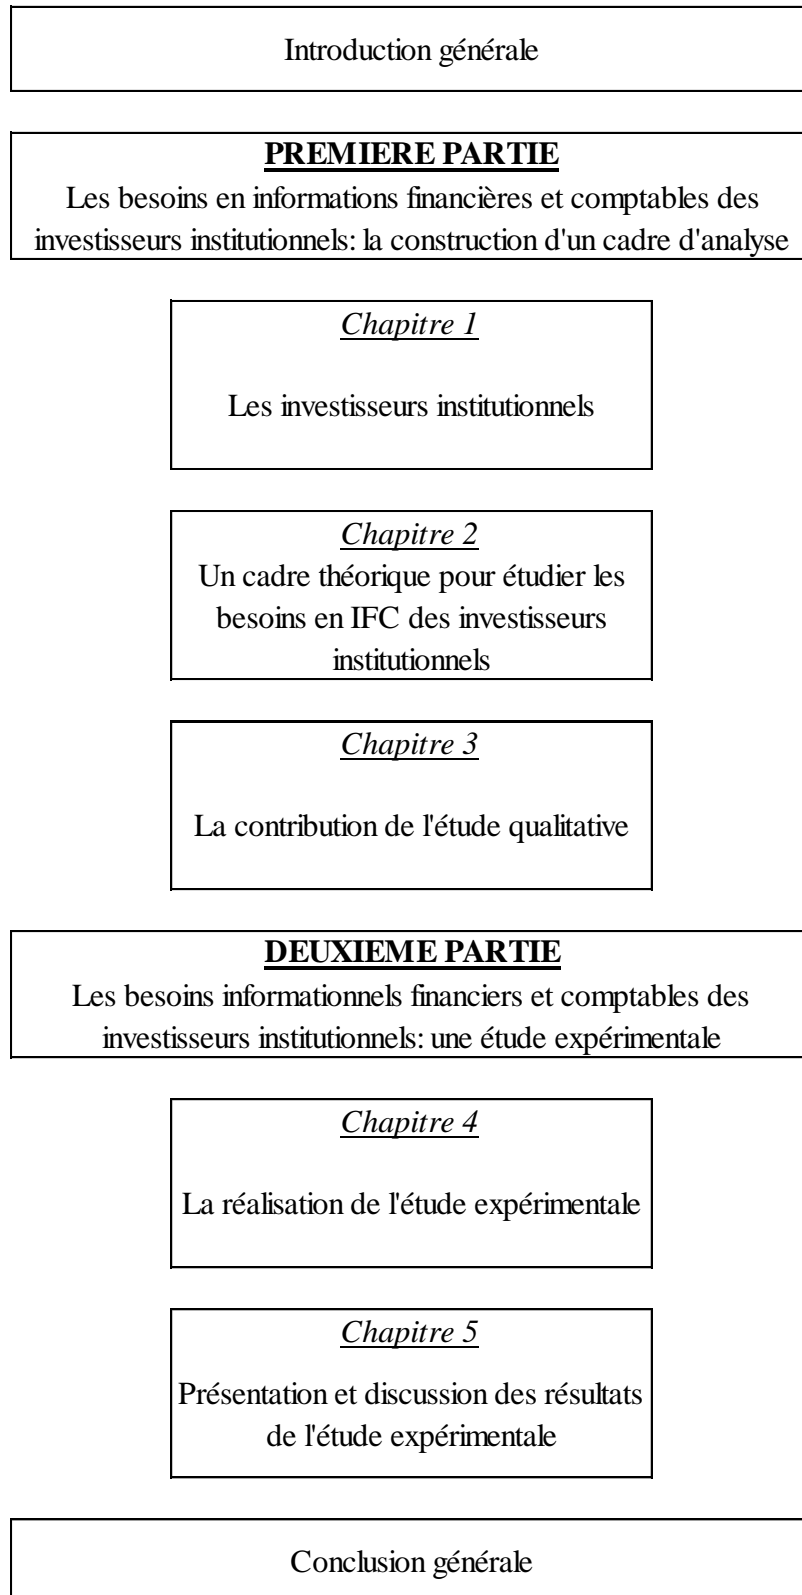 Introduction générale
PREMIERE PARTIE
Les besoins en informations financières et comptables des
investisseurs institutionnels: la construction d'un cadre d'analyse
Chapitre 1
Les investisseurs institutionnels
Chapitre 2
Un cadre théorique pour étudier les
besoins en IFC des investisseurs
institutionnels
Chapitre 3
La contribution de l'étude qualitative
DEUXIEME PARTIE
Les besoins informationnels financiers et comptables des
investisseurs institutionnels: une étude expérimentale
Chapitre 4
La réalisation de l'étude expérimentale
Chapitre 5
Présentation et discussion des résultats
de l'étude expérimentale
Conclusion générale